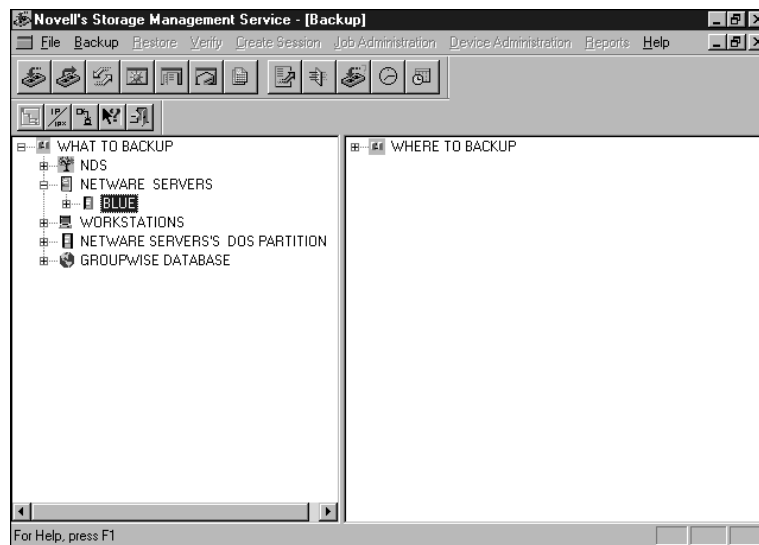 Novell's Storage Management Service - [Backup]
File Backup Restore Verify Create Session Job Administration Device Administration Reports Help
IP/ipx
WHAT TO BACKUP
NDS
NETWARE SERVERS
BLUE
WORKSTATIONS
NETWARE SERVERS'S DOS PARTITION
GROUPWISE DATABASE
WHERE TO BACKUP
For Help, press F1